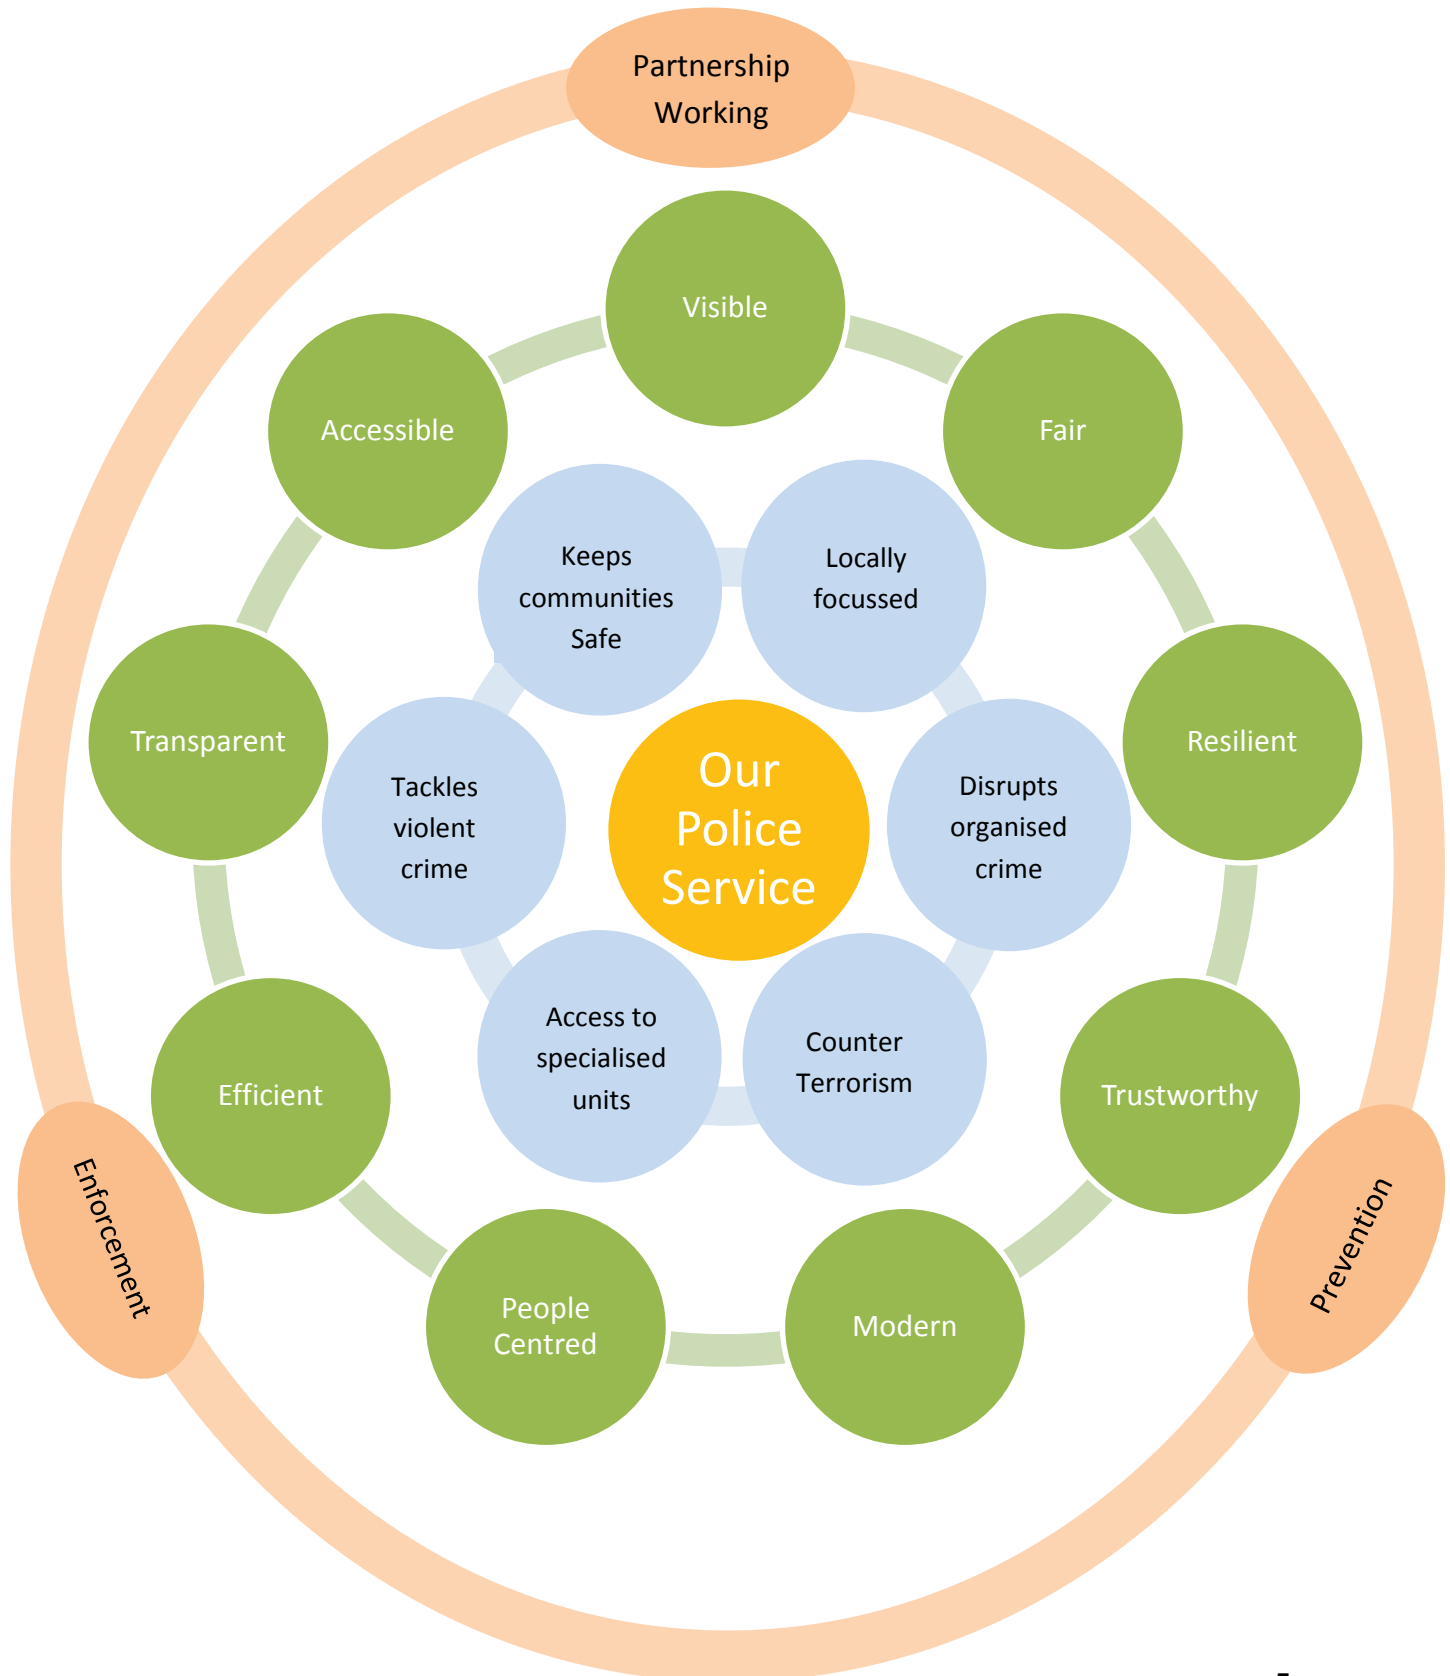 Partnership
Working
Visible
Accessible
Fair
Keeps
communities
Safe
Locally
focussed
Transparent
Resilient
Tackles
violent
crime
Our
Police
Service
Disrupts
organised
crime
Access to
specialised
units
Counter
Terrorism
Efficient
Trustworthy
Enforcement
Prevention
People
Centred
Modern